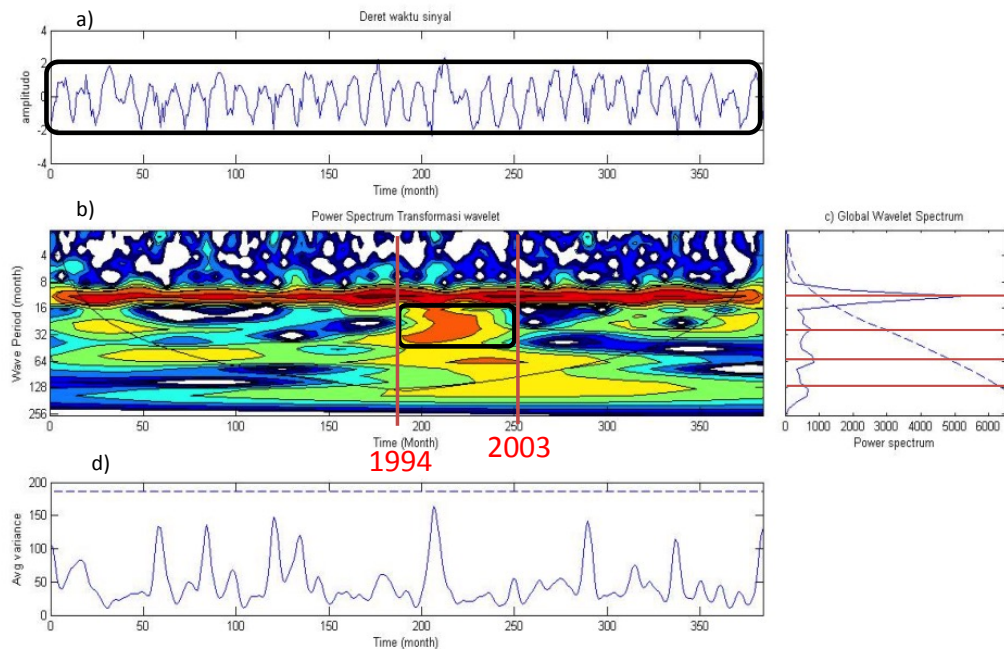 a)
Deret waktu sinyal
amplitudo
4
2
0
-2
-4
0 50 100 150 200 250 300 350
Time (month)
b)
Power Spectrum Transformasi wavelet
Wave Period (month)
4
8
16
32
64
128
256
0 50 100 150 200 250 300 350
Time (Month)
1994
2003
c) Global Wavelet Spectrum
0 1000 2000 3000 4000 5000 6000
Power spectrum
d)
Avg variance
200
150
100
50
0
0 50 100 150 200 250 300 350
Time (month)